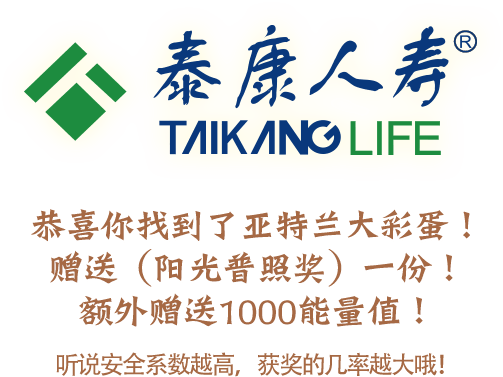 泰康人寿®
TAIKANG LIFE
恭喜你找到了亚特兰大彩蛋！
赠送（阳光普照奖）一份！
额外赠送1000能量值！
听说安全系数越高，获奖的几率越大哦!